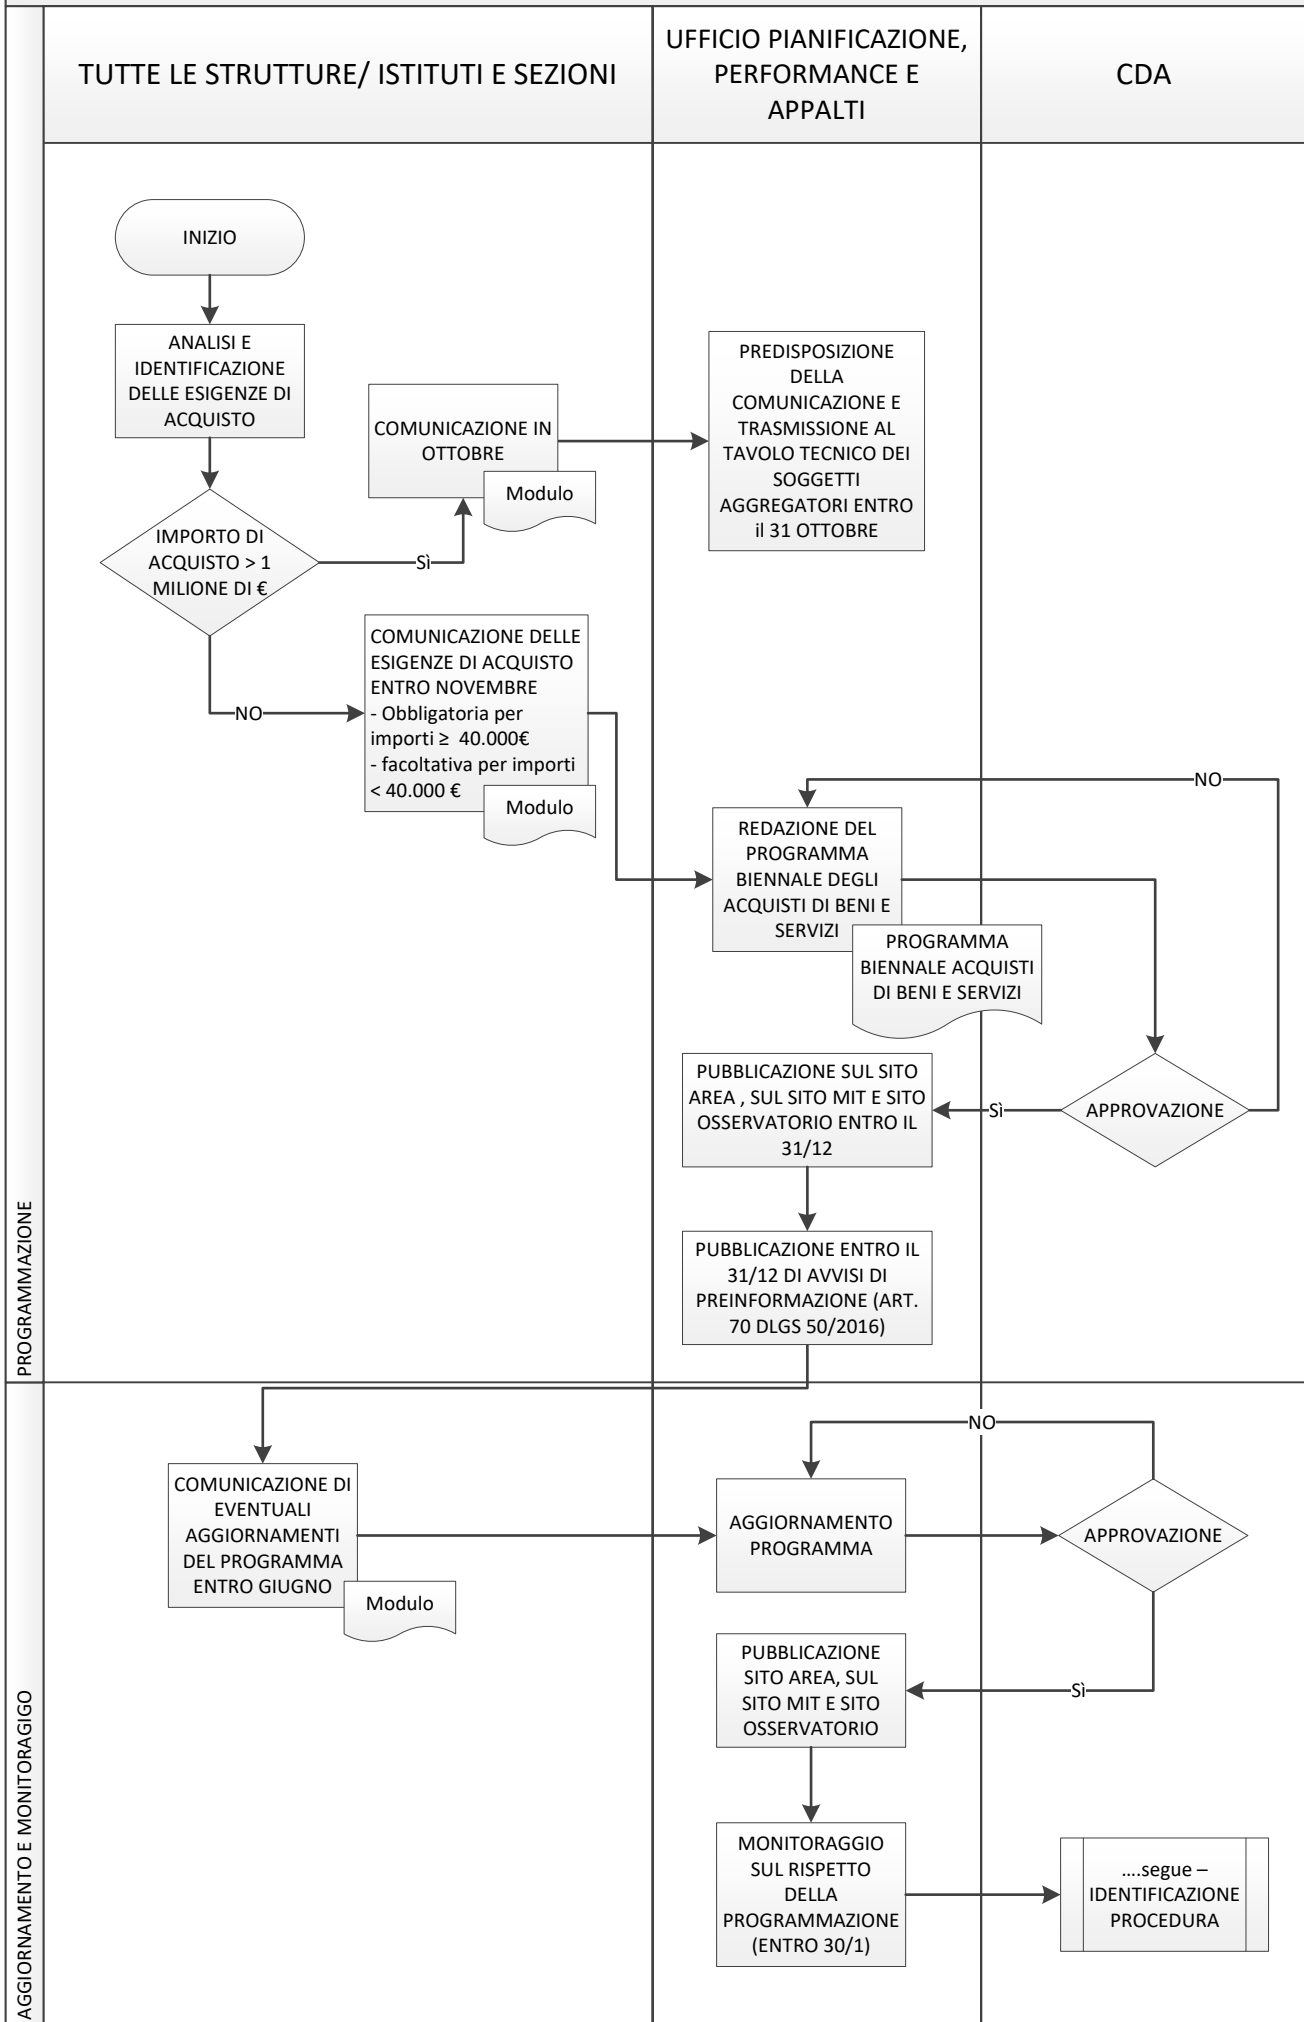 TUTTE LE STRUTTURE/ ISTITUTI E SEZIONI
UFFICIO PIANIFICAZIONE,
PERFORMANCE E
APPALTI
CDA
PROGRAMMAZIONE
INIZIO
ANALISI E
IDENTIFICAZIONE
DELLE ESIGENZE DI
ACQUISTO
COMUNICAZIONE IN
OTTOBRE
Modulo
PREDISPOSIZIONE
DELLA
COMUNICAZIONE E
TRASMISSIONE AL
TAVOLO TECNICO DEI
SOGGETTI
AGGREGATORI ENTRO
il 31 OTTOBRE
IMPORTO DI
ACQUISTO > 1
MILIONE DI €
Sì
NO
COMUNICAZIONE DELLE
ESIGENZE DI ACQUISTO
ENTRO NOVEMBRE
- Obbligatoria per
importi ≥  40.000€
- facoltativa per importi
< 40.000 €
Modulo
NO
REDAZIONE DEL
PROGRAMMA
BIENNALE DEGLI
ACQUISTI DI BENI E
SERVIZI
PROGRAMMA
BIENNALE ACQUISTI
DI BENI E SERVIZI
APPROVAZIONE
Sì
PUBBLICAZIONE SUL SITO
AREA , SUL SITO MIT E SITO
OSSERVATORIO ENTRO IL
31/12
PUBBLICAZIONE ENTRO IL
31/12 DI AVVISI DI
PREINFORMAZIONE (ART.
70 DLGS 50/2016)
AGGIORNAMENTO E MONITORAGIGO
COMUNICAZIONE DI
EVENTUALI
AGGIORNAMENTI
DEL PROGRAMMA
ENTRO GIUGNO
Modulo
NO
AGGIORNAMENTO
PROGRAMMA
APPROVAZIONE
Sì
PUBBLICAZIONE
SITO AREA, SUL
SITO MIT E SITO
OSSERVATORIO
MONITORAGGIO
SUL RISPETTO
DELLA
PROGRAMMAZIONE
(ENTRO 30/1)
....segue –
IDENTIFICAZIONE
PROCEDURA